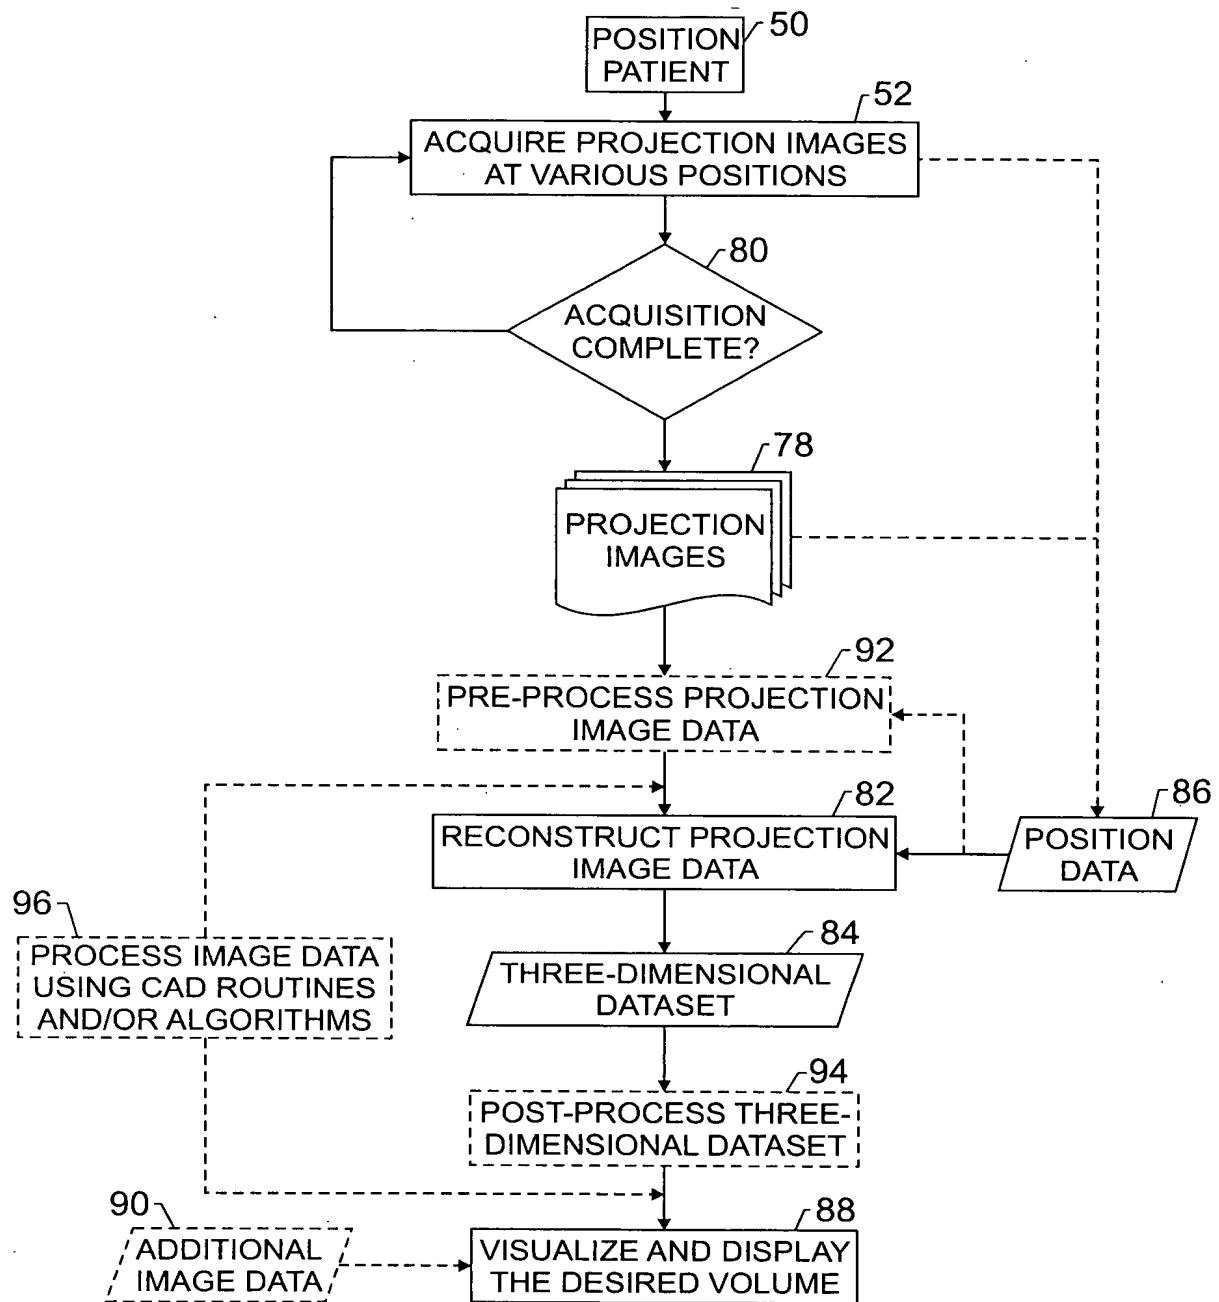 50
POSITION
PATIENT
52
ACQUIRE PROJECTION IMAGES
AT VARIOUS POSITIONS
80
ACQUISITION
COMPLETE?
78
PROJECTION
IMAGES
92
PRE-PROCESS PROJECTION
IMAGE DATA
82
RECONSTRUCT PROJECTION
IMAGE DATA
86
POSITION
DATA
96
PROCESS IMAGE DATA
USING CAD ROUTINES
AND/OR ALGORITHMS
84
THREE-DIMENSIONAL
DATASET
94
POST-PROCESS THREE-
DIMENSIONAL DATASET
90
ADDITIONAL
IMAGE DATA
88
VISUALIZE AND DISPLAY
THE DESIRED VOLUME